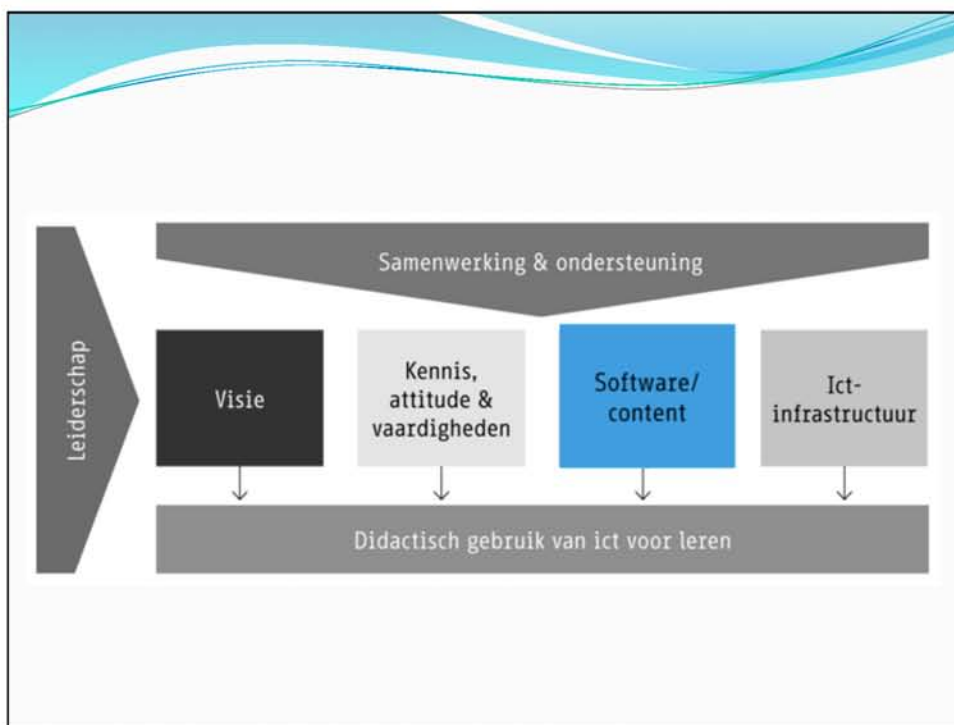 Leiderschap
Samenwerking & ondersteuning
Visie
Kennis,
attitude &
vaardigheden
Software/
content
Ict-
infrastructuur
Didactisch gebruik van ict voor leren